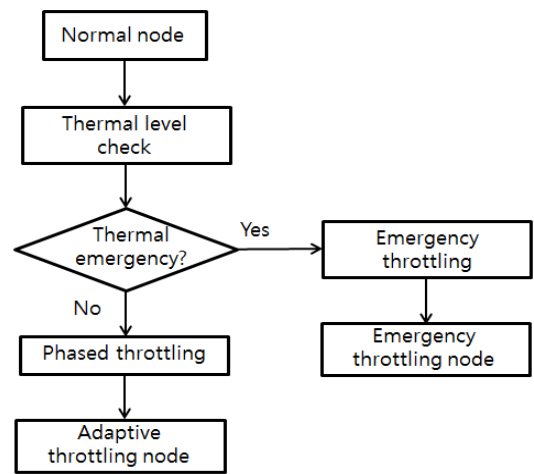 Normal node
Thermal level
check
Thermal
emergency?
Yes
Emergency
throttling
No
Emergency
throttling node
Phased throttling
Adaptive
throttling node